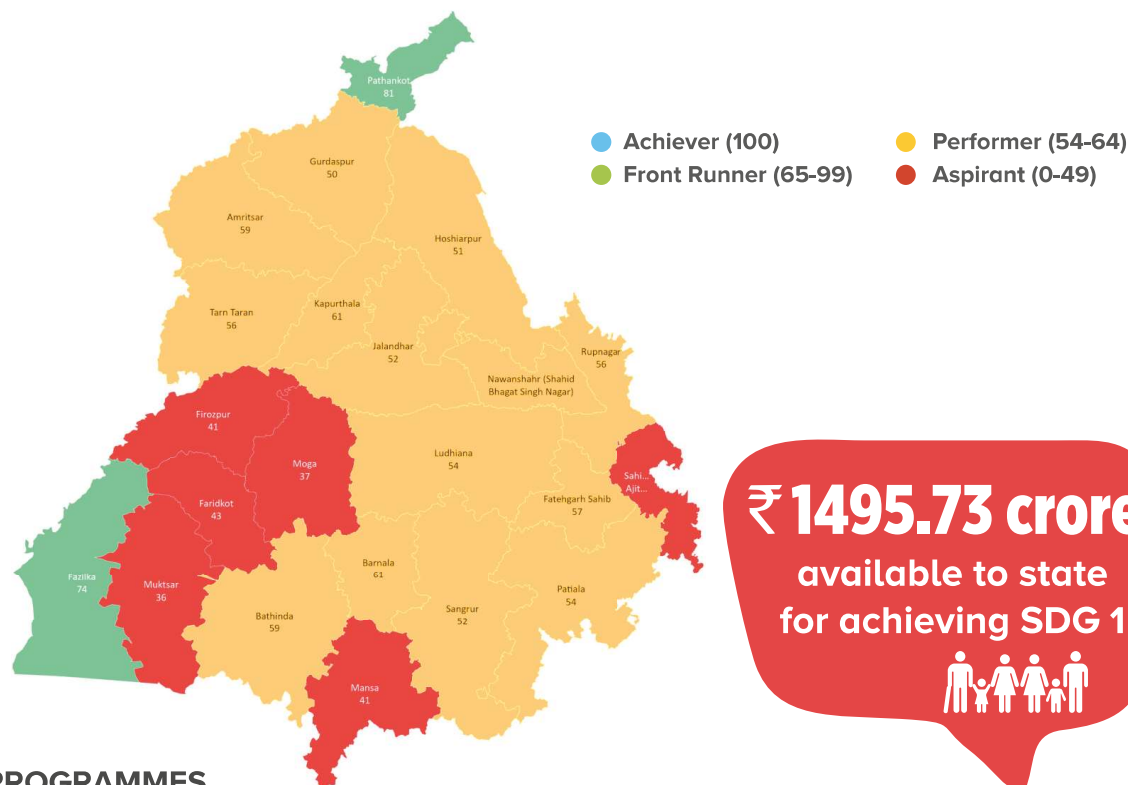 Pathankot
81
Achiever (100)
Performer (54-64)
Front Runner (65-99)
Aspirant (0-49)
Gurdaspur
50
Amritsar
59
Hoshiarpur
51
Kapurthala
61
Tarn Taran
56
Jalandhar
52
Rupnagar
56
Nawanshahr (Shahid
Bhagat Singh Nagar)
Firozpur
41
Moga
37
Ludhiana
54
Sahi...
Ajit...
Faridkot
43
Fatehgarh Sahib
57
Fazilka
74
Muktsar
36
Barnala
61
Patiala
54
Bathinda
59
Sangrur
52
Mansa
41
₹ 1495.73 crore
available to state
for achieving SDG 1
PROGRAMMES